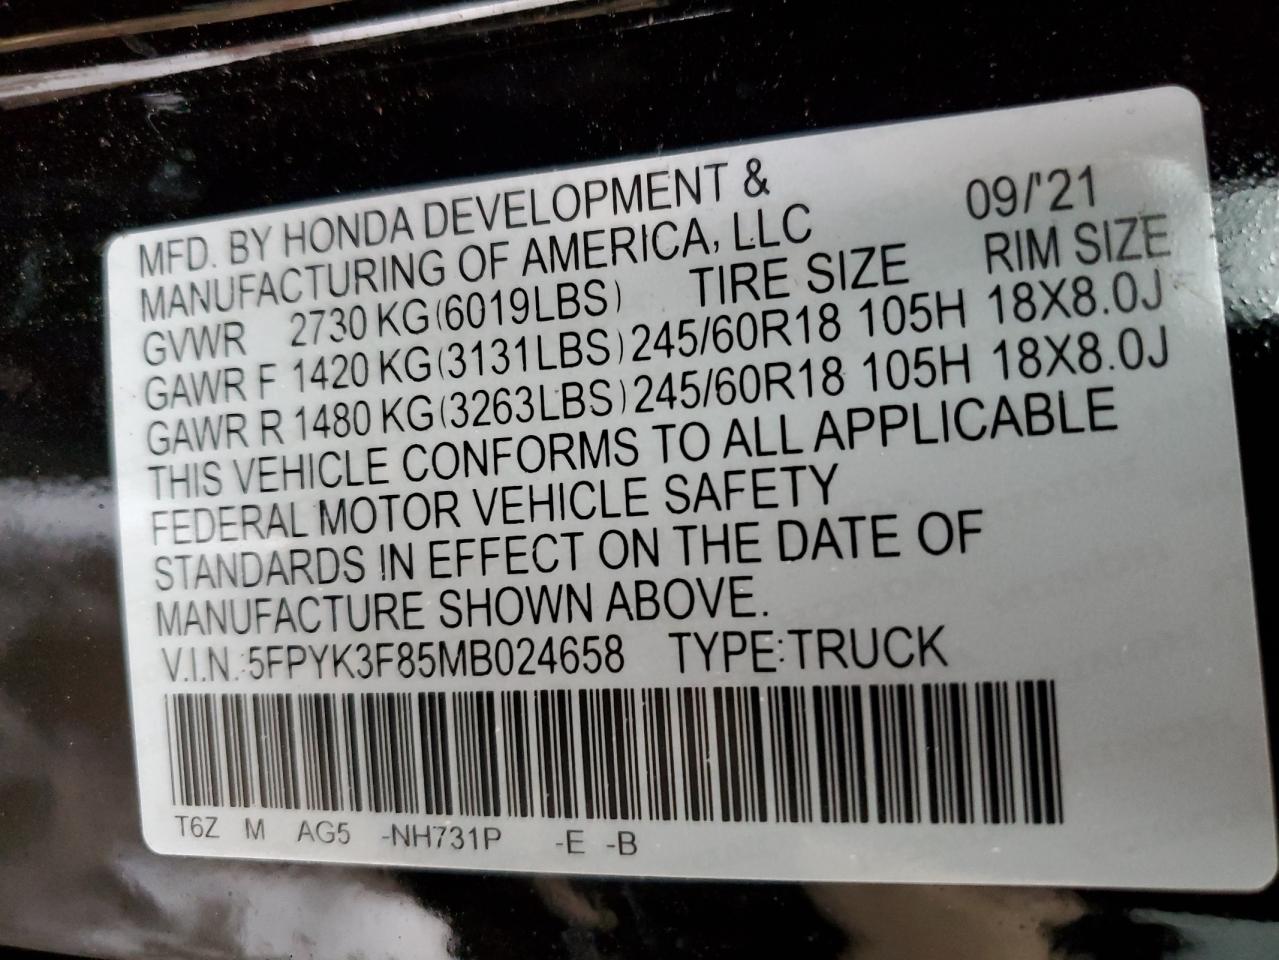 MFD. BY HONDA DEVELOPMENT &
MANUFACTURING OF AMERICA, LLC 09/'21
GVWR 2730 KG(6019LBS) TIRE SIZE RIM SIZE
GAWR F 1420 KG(3131LBS) 245/60R18 105H 18X8.0J
GAWR R 1480 KG(3263LBS) 245/60R18 105H 18X8.0J
THIS VEHICLE CONFORMS TO ALL APPLICABLE
FEDERAL MOTOR VEHICLE SAFETY
STANDARDS IN EFFECT ON THE DATE OF
MANUFACTURE SHOWN ABOVE.
V.I.N.:5FPYK3F85MB024658 TYPE:TRUCK
T6Z M AG5 -NH731P -E -B